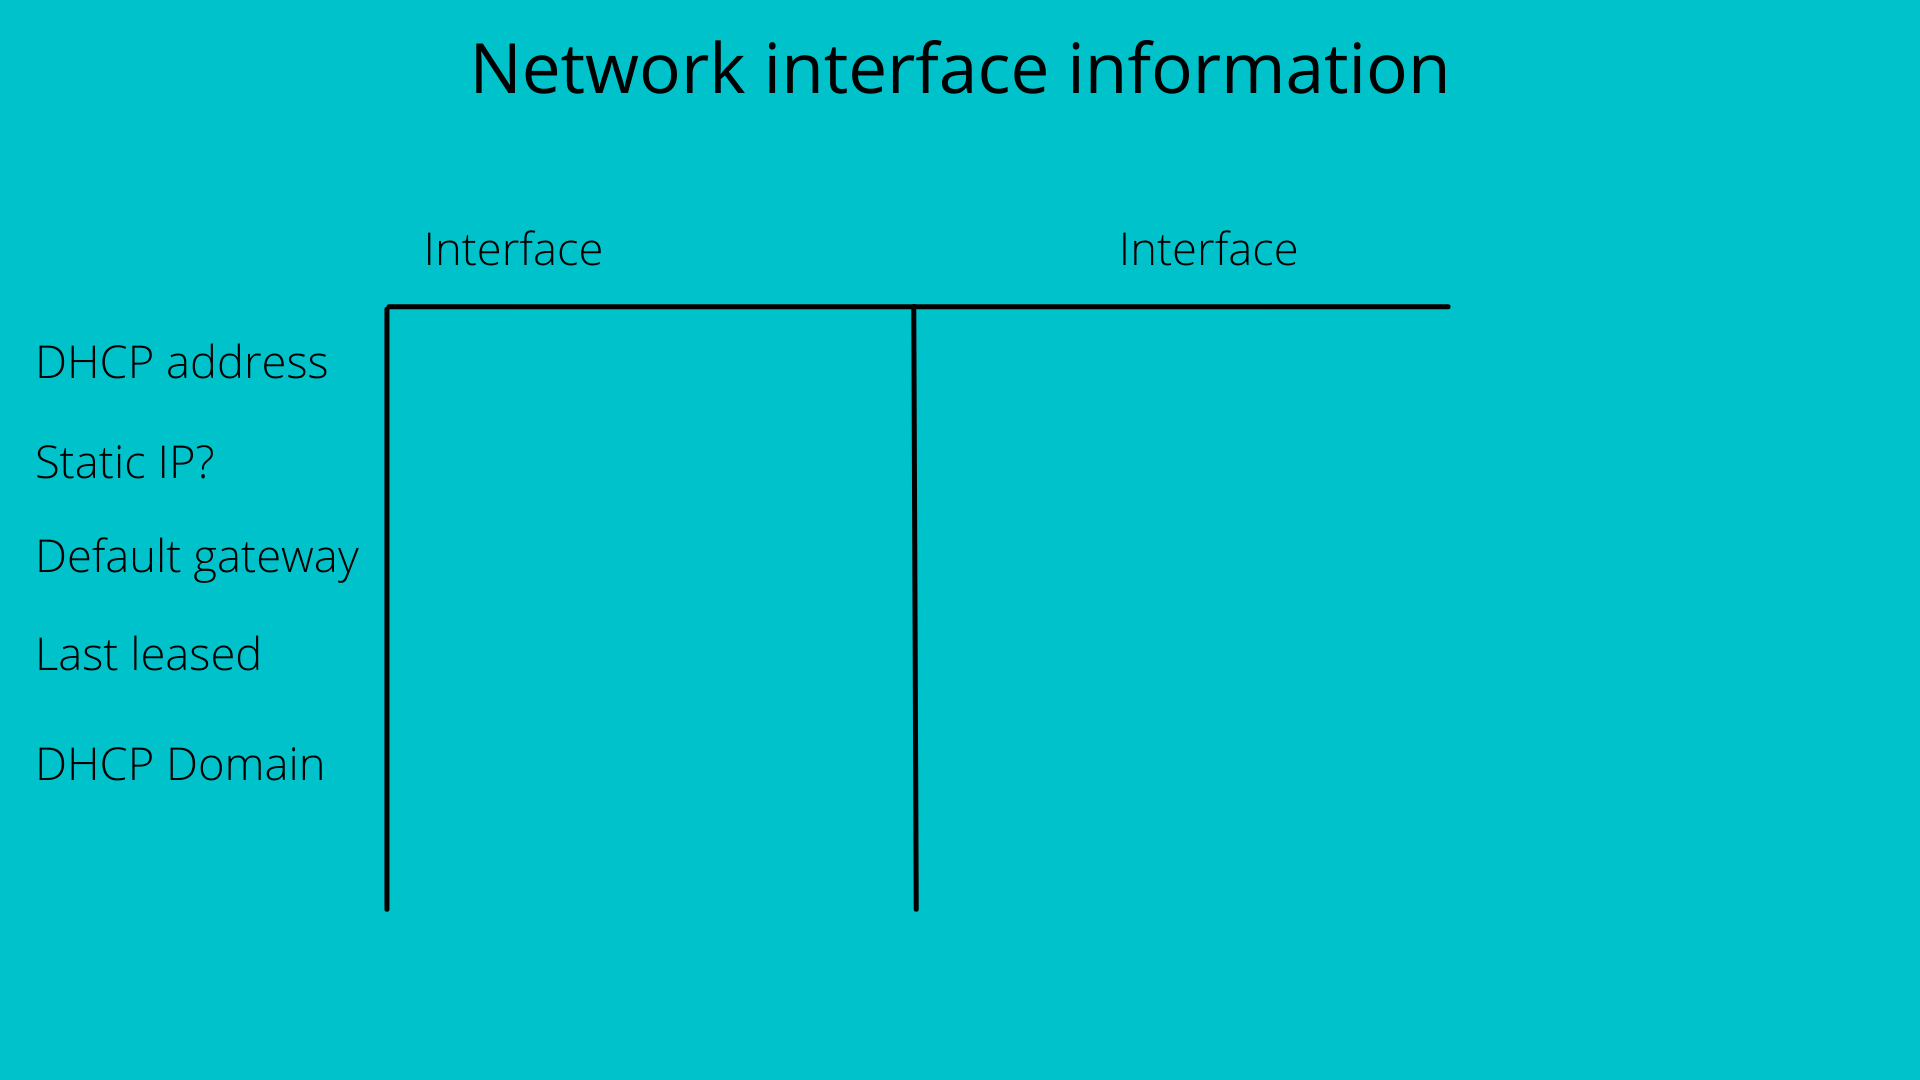 Network interface information
Interface
Interface
DHCP address
Static IP?
Default gateway
Last leased
DHCP Domain